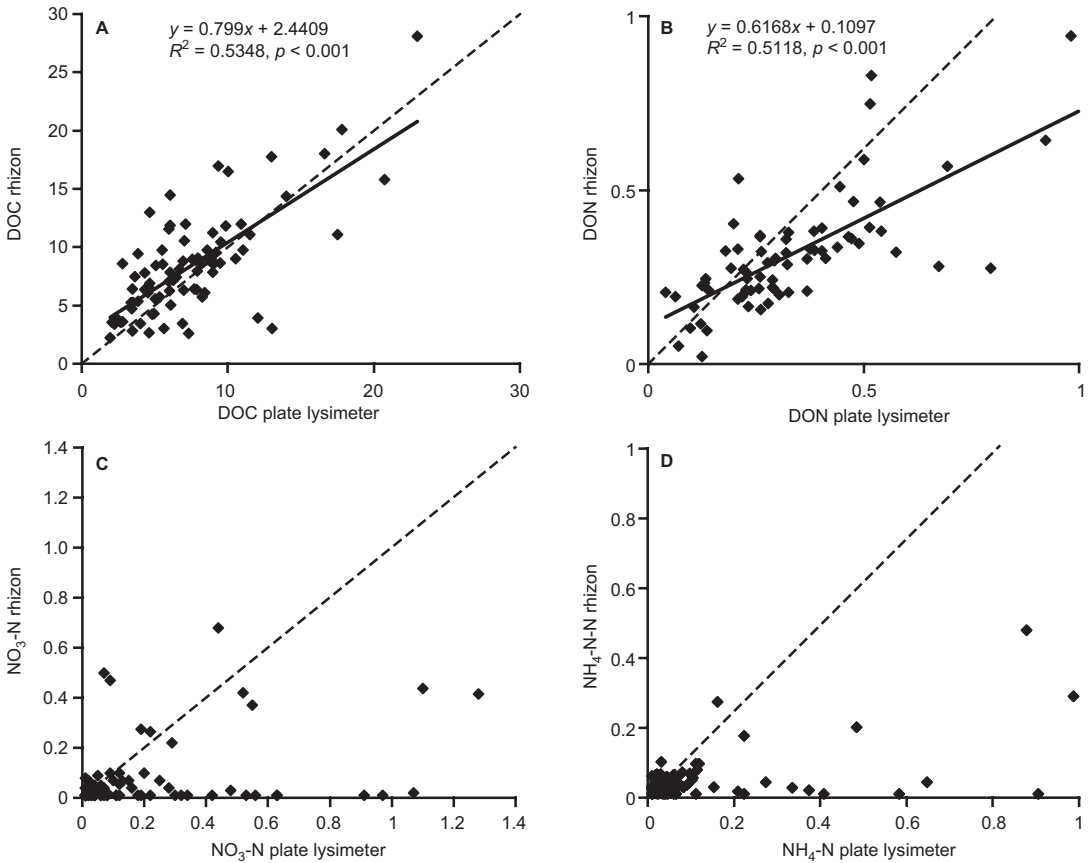 A
y = 0.799x + 2.4409
R² = 0.5348, p < 0.001
30
25
20
15
10
5
0
DOC rhizon
0 10 20 30
DOC plate lysimeter
B
y = 0.6168x + 0.1097
R² = 0.5118, p < 0.001
1
0.5
0
DON rhizon
0 0.5 1
DON plate lysimeter
C
1.4
1.2
1.0
0.8
0.6
0.4
0.2
0
NO₃-N rhizon
0 0.2 0.4 0.6 0.8 1 1.2 1.4
NO₃-N plate lysimeter
D
1
0.8
0.6
0.4
0.2
0
NH₄-N-N rhizon
0 0.2 0.4 0.6 0.8 1
NH₄-N plate lysimeter